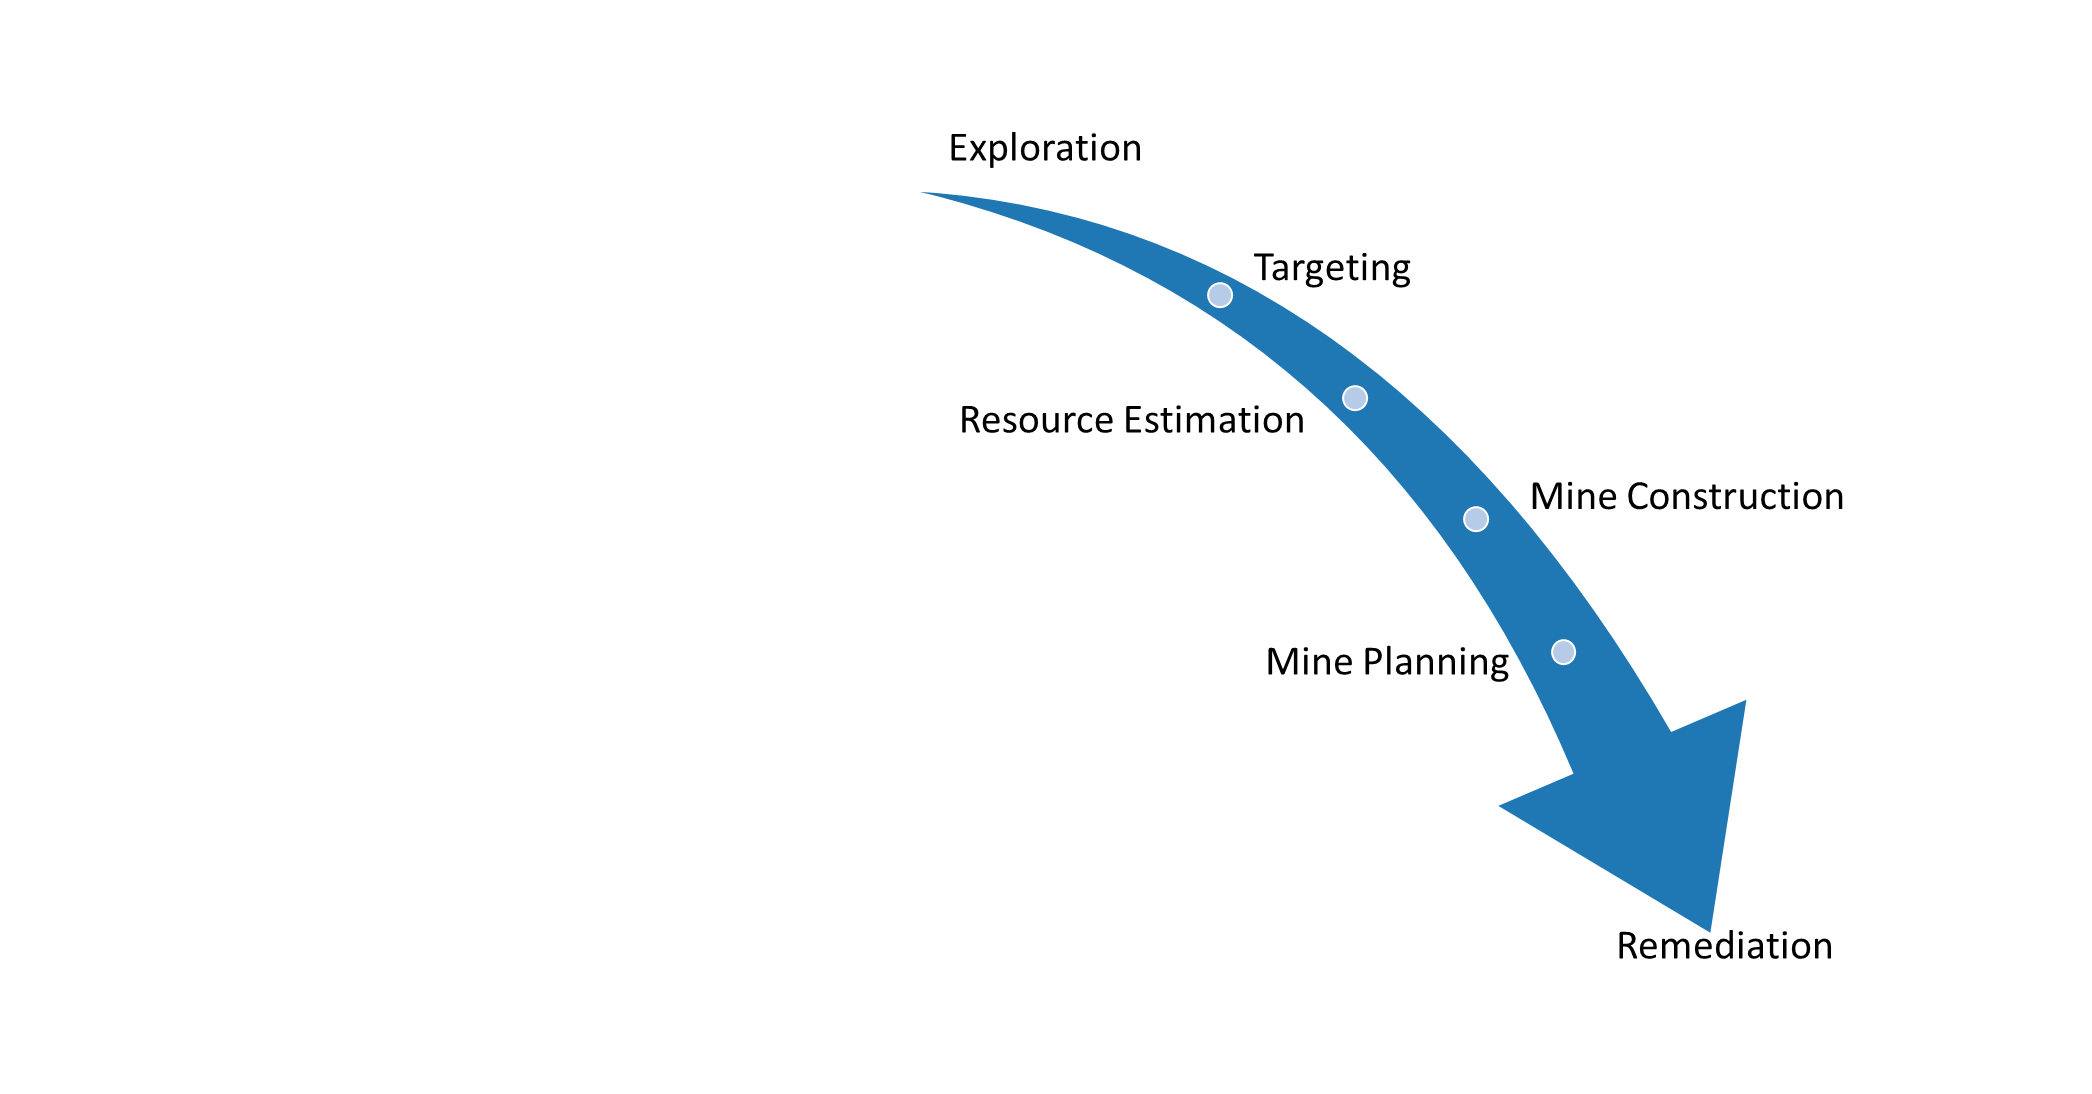 Exploration
Targeting
Resource Estimation
Mine Construction
Mine Planning
Remediation